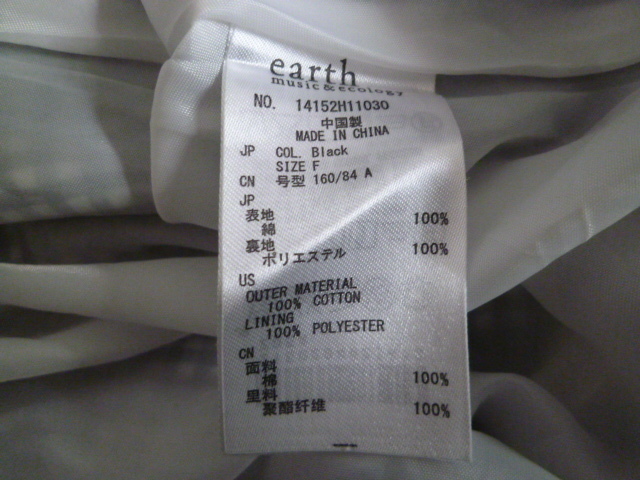 earth
music&ecology
NO. 14152H11030
中国製
MADE IN CHINA
JP COL. Black
SIZE F
CN 号型 160/84 A
JP
表地
綿 100%
裏地
ポリエステル 100%
US
OUTER MATERIAL
100% COTTON
LINING
100% POLYESTER
CN
面料
棉 100%
里料
聚酯纤维 100%